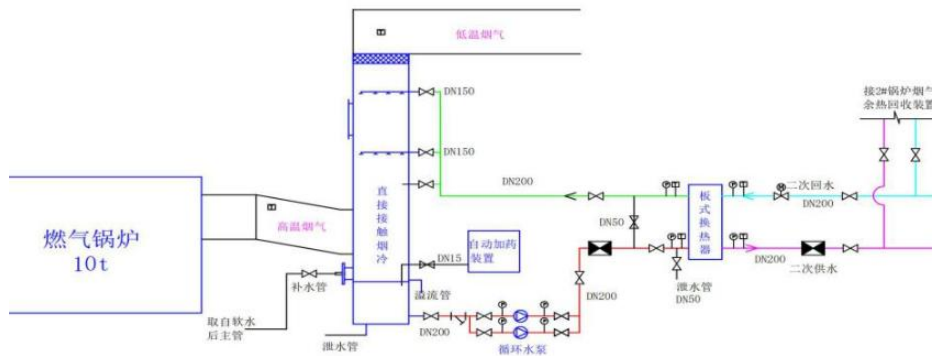 低温烟气
DN150
接2#锅炉烟气
余热回收装置
DN150
直接接触烟冷
DN200
二次回水
DN200
板式换热器
DN50
高温烟气
燃气锅炉
10t
自动加药
装置
DN15
补水管
溢流管
DN200
泄水管
DN50
DN200
二次供水
取自软水
后主管
泄水管
DN200
循环水泵